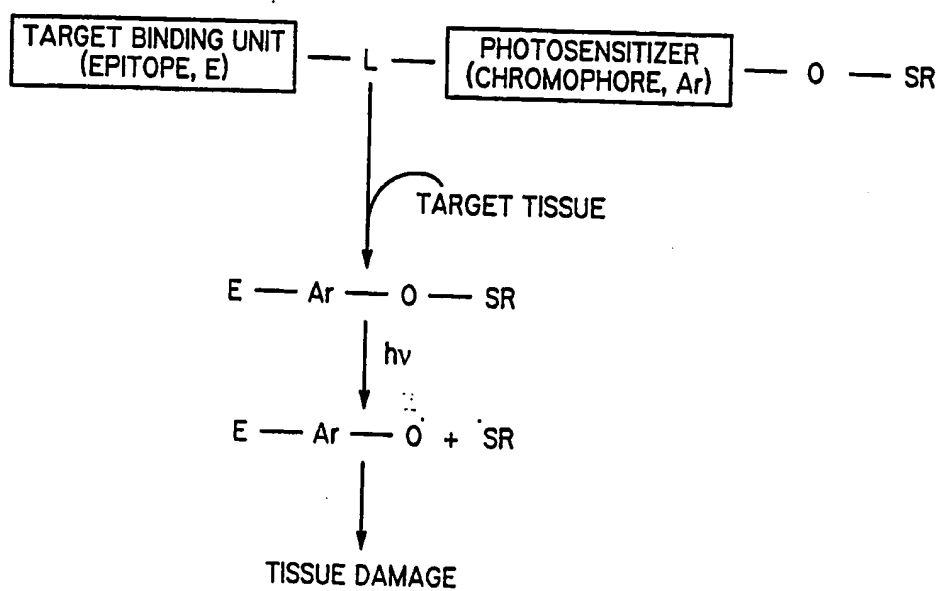 TARGET BINDING UNIT
(EPITOPE, E)
— L —
PHOTOSENSITIZER
(CHROMOPHORE, Ar)
— O — SR
TARGET TISSUE
E — Ar — O — SR
hν
E — Ar — O˙ + ˙SR
TISSUE DAMAGE